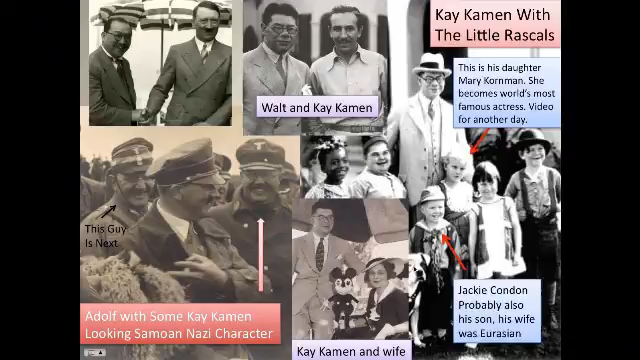 Kay Kamen With
The Little Rascals
This is his daughter
Mary Kornman. She
becomes world's most
famous actress. Video
for another day.
Walt and Kay Kamen
This Guy
Is Next
Adolf with Some Kay Kamen
Looking Samoan Nazi Character
Kay Kamen and wife
Jackie Condon
Probably also
his son, his wife
was Eurasian